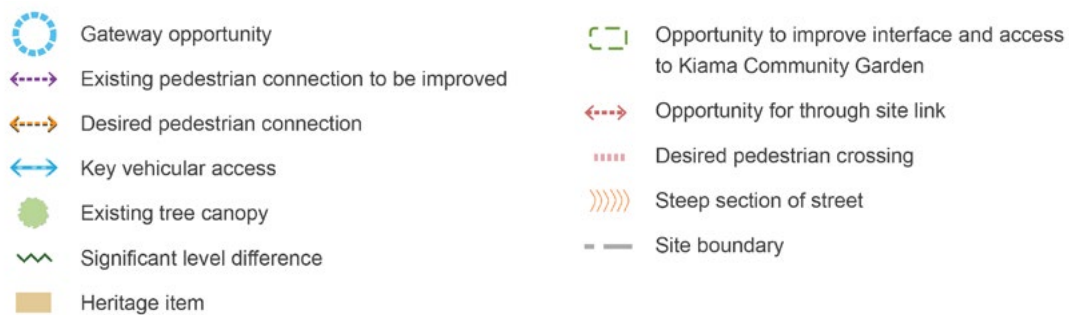 Gateway opportunity
Existing pedestrian connection to be improved
Desired pedestrian connection
Key vehicular access
Existing tree canopy
Significant level difference
Heritage item
Opportunity to improve interface and access
to Kiama Community Garden
Opportunity for through site link
Desired pedestrian crossing
Steep section of street
Site boundary